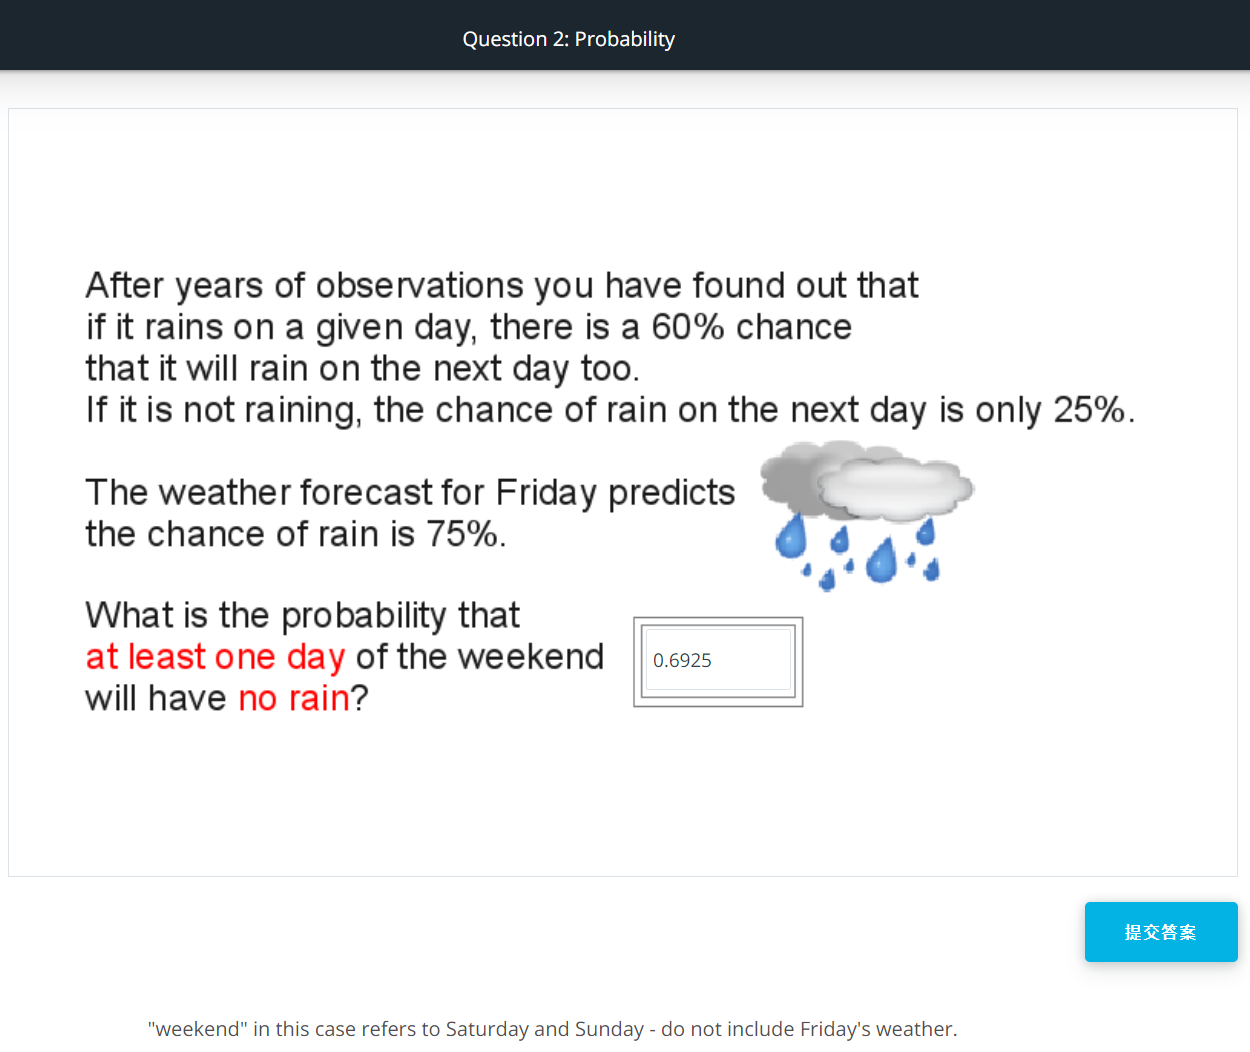 Question 2: Probability
After years of observations you have found out that
if it rains on a given day, there is a 60% chance
that it will rain on the next day too.
If it is not raining, the chance of rain on the next day is only 25%.
The weather forecast for Friday predicts
the chance of rain is 75%.
What is the probability that
at least one day of the weekend
will have no rain?
0.6925
提交答案
"weekend" in this case refers to Saturday and Sunday - do not include Friday's weather.